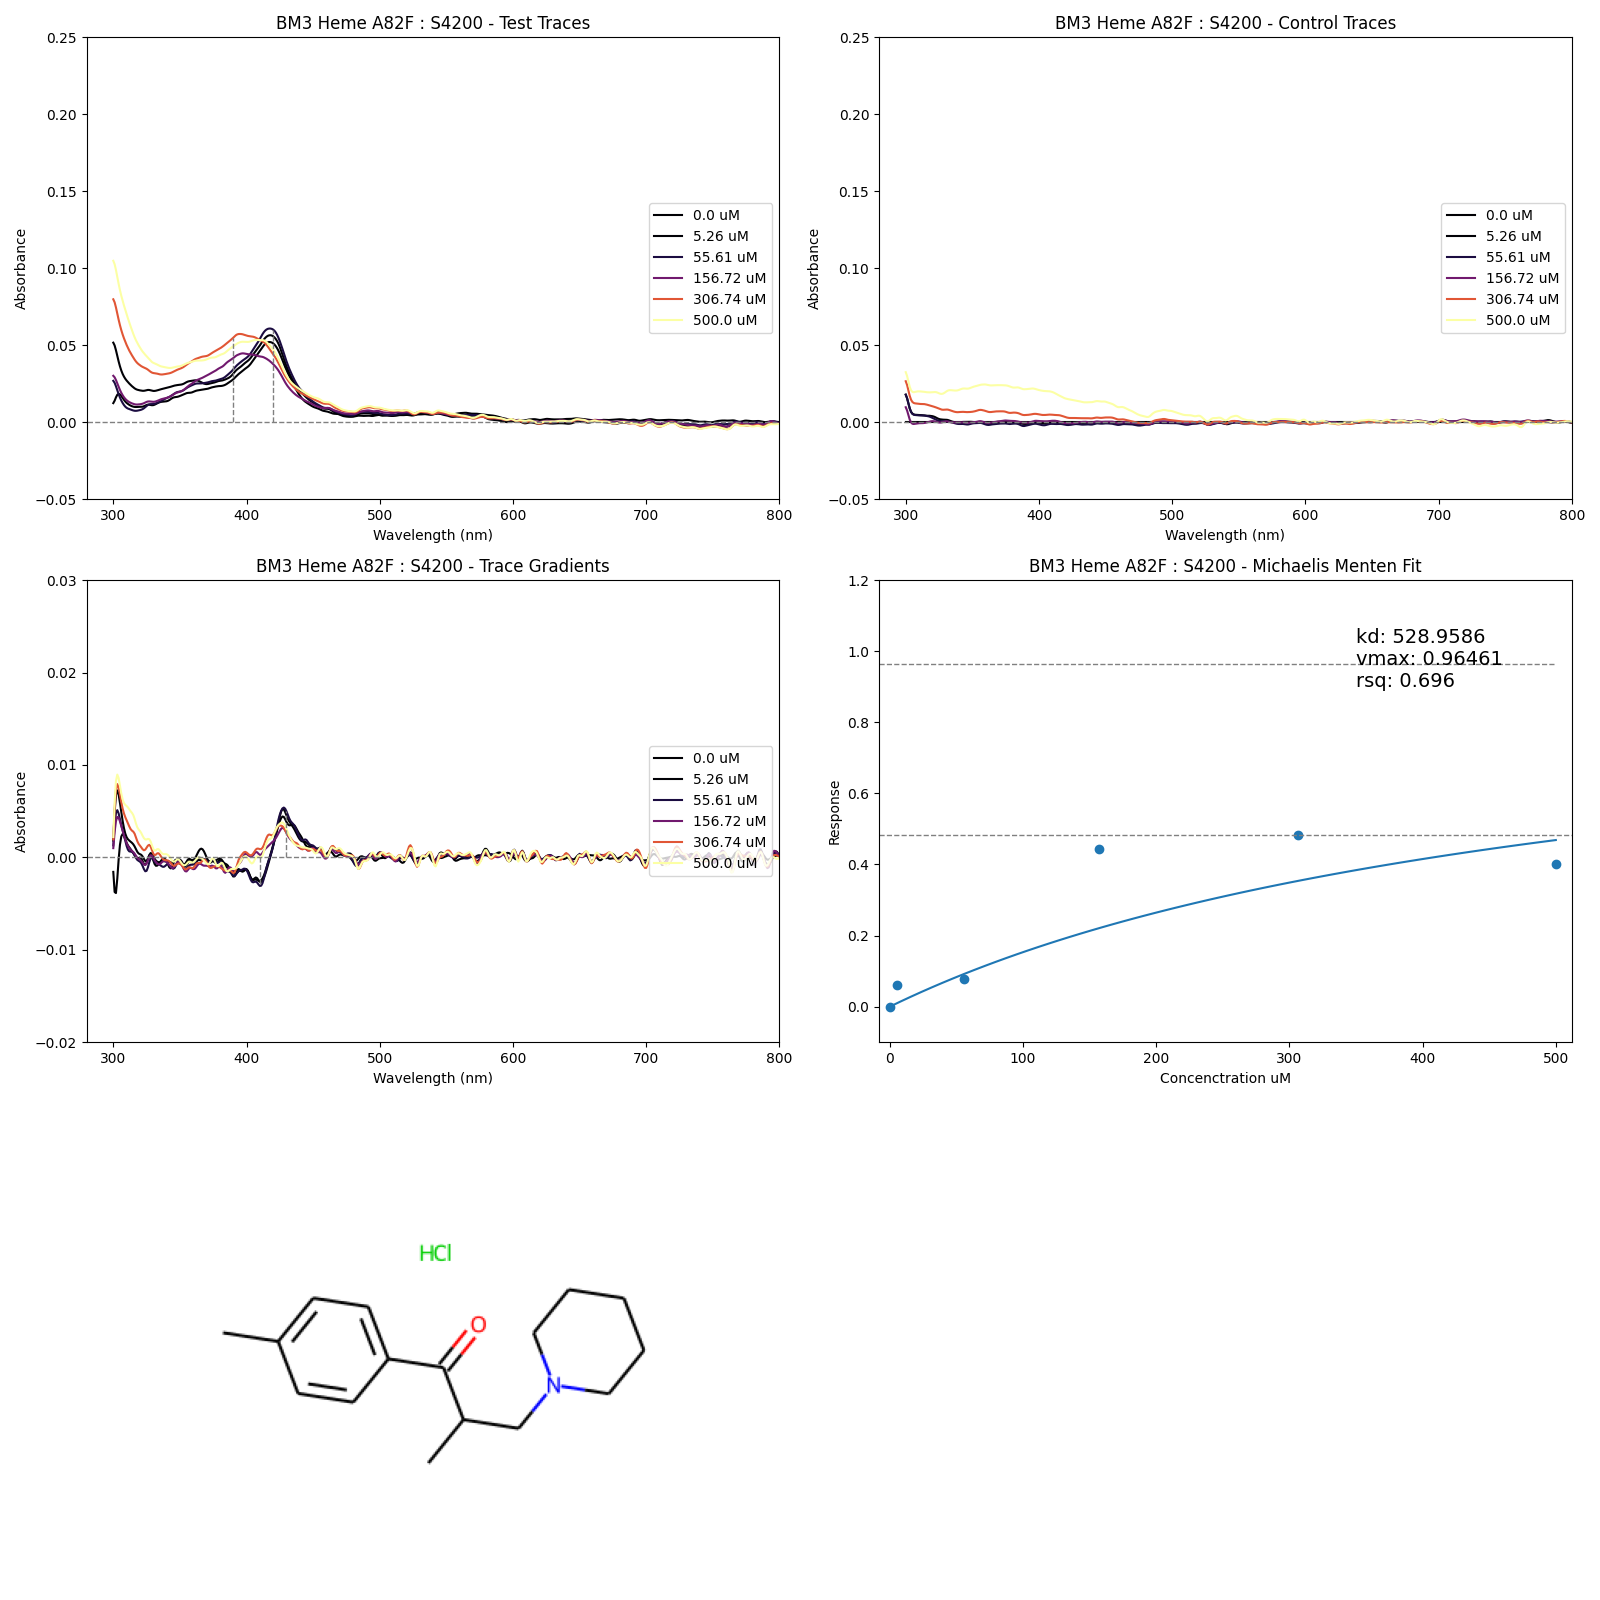 BM3 Heme A82F : S4200 - Test Traces
0.25
0.20
0.15
0.10
0.05
0.00
−0.05
Absorbance
300 400 500 600 700 800
Wavelength (nm)
0.0 uM
5.26 uM
55.61 uM
156.72 uM
306.74 uM
500.0 uM
BM3 Heme A82F : S4200 - Control Traces
0.25
0.20
0.15
0.10
0.05
0.00
−0.05
Absorbance
300 400 500 600 700 800
Wavelength (nm)
0.0 uM
5.26 uM
55.61 uM
156.72 uM
306.74 uM
500.0 uM
BM3 Heme A82F : S4200 - Trace Gradients
0.03
0.02
0.01
0.00
−0.01
−0.02
Absorbance
300 400 500 600 700 800
Wavelength (nm)
0.0 uM
5.26 uM
55.61 uM
156.72 uM
306.74 uM
500.0 uM
BM3 Heme A82F : S4200 - Michaelis Menten Fit
1.2
1.0
0.8
0.6
0.4
0.2
0.0
Response
0 100 200 300 400 500
Concenctration uM
kd: 528.9586
vmax: 0.96461
rsq: 0.696
HCl
O
N